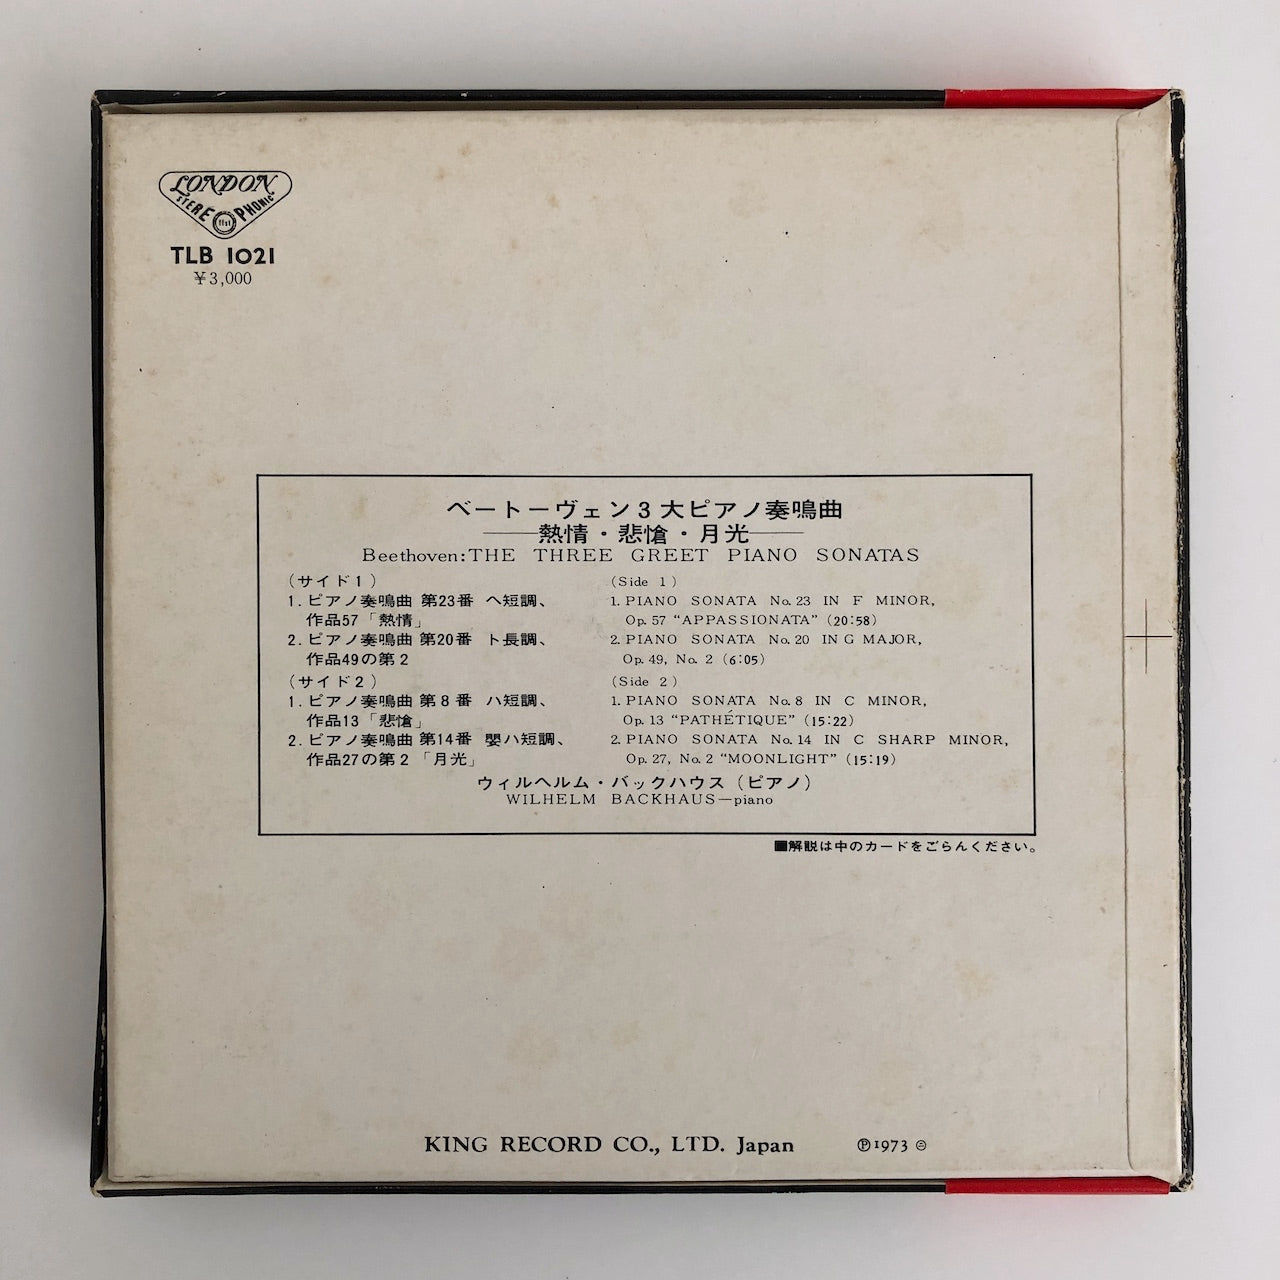 LONDON
STEREOPHONIC
ffss
TLB 1021
¥3,000
ベートーヴェン3大ピアノ奏鳴曲
——熱情・悲愴・月光——
Beethoven: THE THREE GREET PIANO SONATAS
(サイド1)
1. ピアノ奏鳴曲 第23番 ヘ短調、
作品57「熱情」
2. ピアノ奏鳴曲 第20番 ト長調、
作品49の第2
(サイド2)
1. ピアノ奏鳴曲 第8番 ハ短調、
作品13「悲愴」
2. ピアノ奏鳴曲 第14番 嬰ハ短調、
作品27の第2「月光」
(Side 1)
1. PIANO SONATA No. 23 IN F MINOR,
Op. 57 “APPASSIONATA” (20:58)
2. PIANO SONATA No. 20 IN G MAJOR,
Op. 49, No. 2 (6:05)
(Side 2)
1. PIANO SONATA No. 8 IN C MINOR,
Op. 13 “PATHÉTIQUE” (15:22)
2. PIANO SONATA No. 14 IN C SHARP MINOR,
Op. 27, No. 2 “MOONLIGHT” (15:19)
ウィルヘルム・バックハウス(ピアノ)
WILHELM BACKHAUS—piano
■解説は中のカードをごらんください。
KING RECORD CO., LTD. Japan ℗1973 ㊁